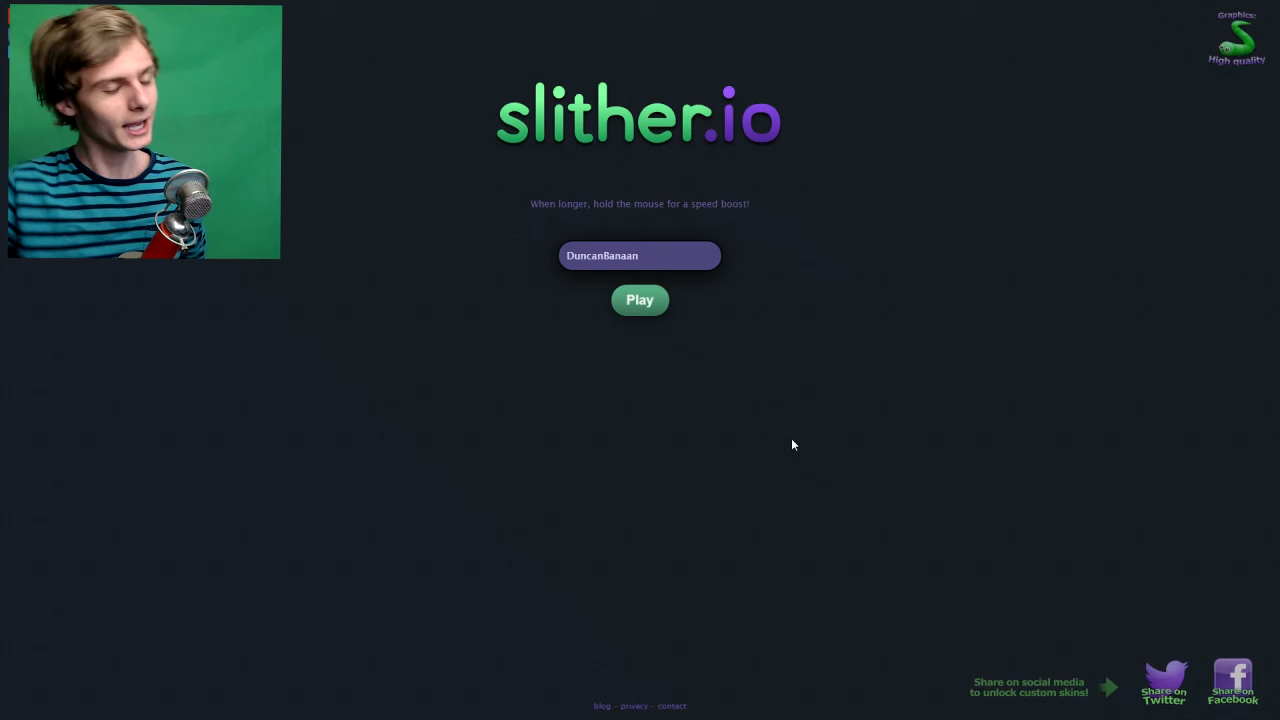 Graphics:
High quality
slither.io
When longer, hold the mouse for a speed boost!
DuncanBanaan
Play
Share on social media
to unlock custom skins!
Share on
Twitter
Share on
Facebook
blog - privacy - contact